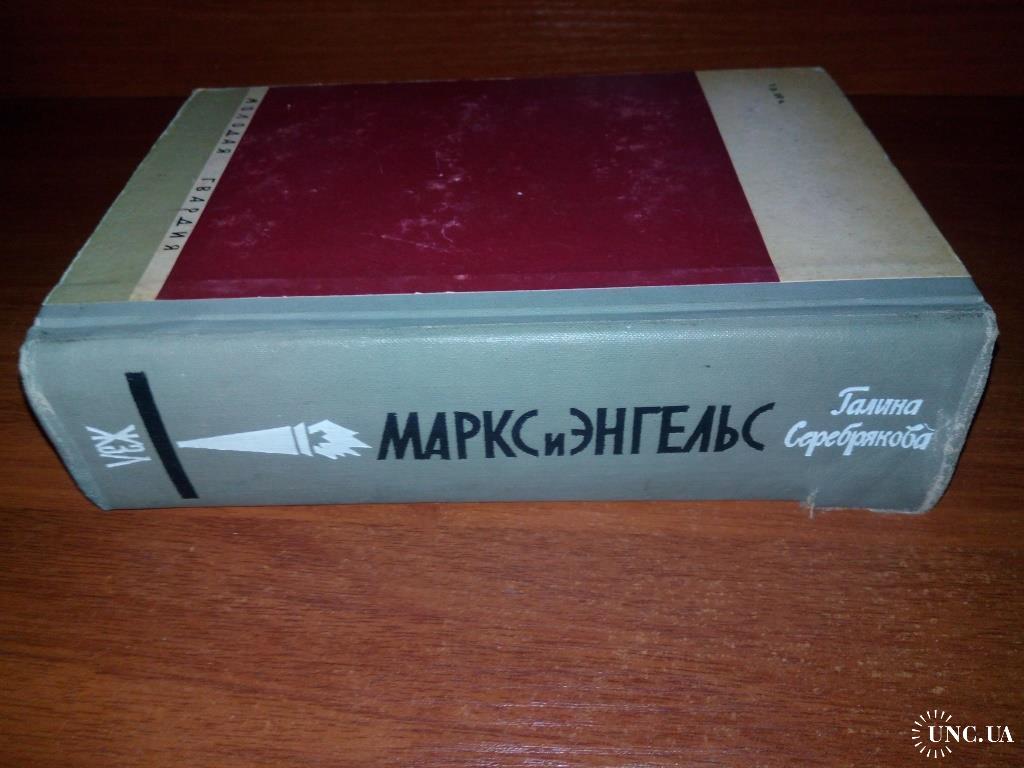 МОЛОДАЯ ГВАРДИЯ
ЖЗЛ
МАРКС и ЭНГЕЛЬС
Галина
Серебрякова
UNC.UA